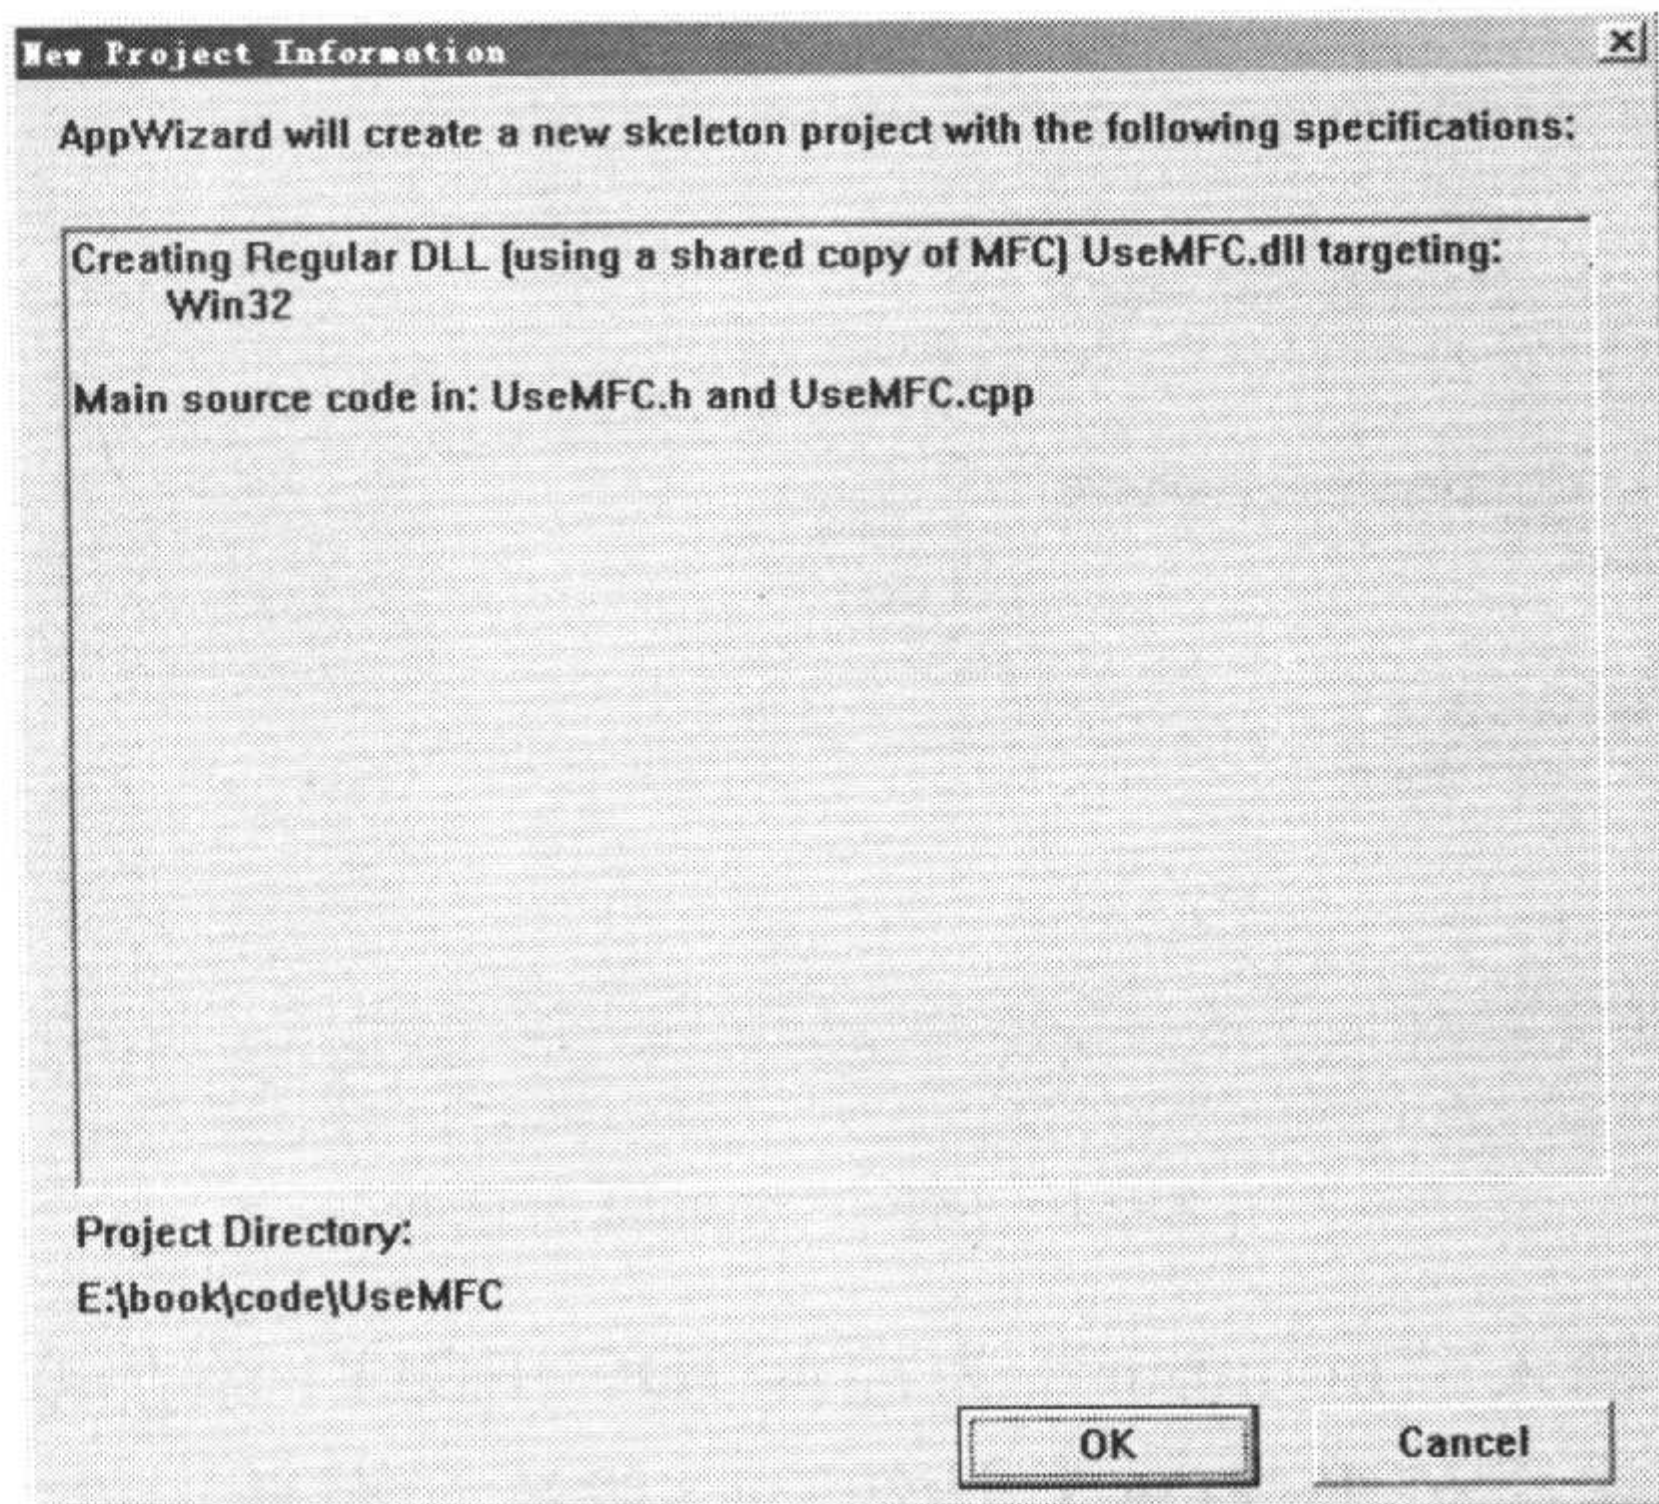 New Project Information
AppWizard will create a new skeleton project with the following specifications:
Creating Regular DLL (using a shared copy of MFC) UseMFC.dll targeting:
Win32
Main source code in: UseMFC.h and UseMFC.cpp
Project Directory:
E:\book\code\UseMFC
OK
Cancel